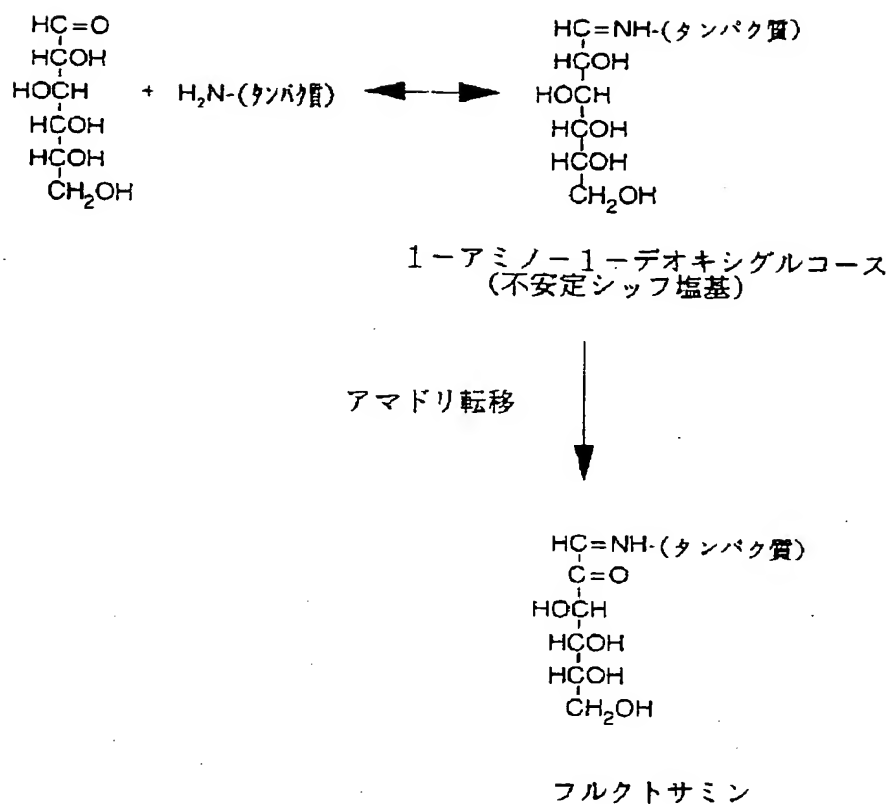 HC=O
HCOH
HOCH
HCOH
HCOH
CH2OH
+ H2N-(タンパク質)
HC=NH-(タンパク質)
HCOH
HOCH
HCOH
HCOH
CH2OH
1-アミノ-1-デオキシグルコース
(不安定シッフ塩基)
アマドリ転移
HC=NH-(タンパク質)
C=O
HOCH
HCOH
HCOH
CH2OH
フルクトサミン